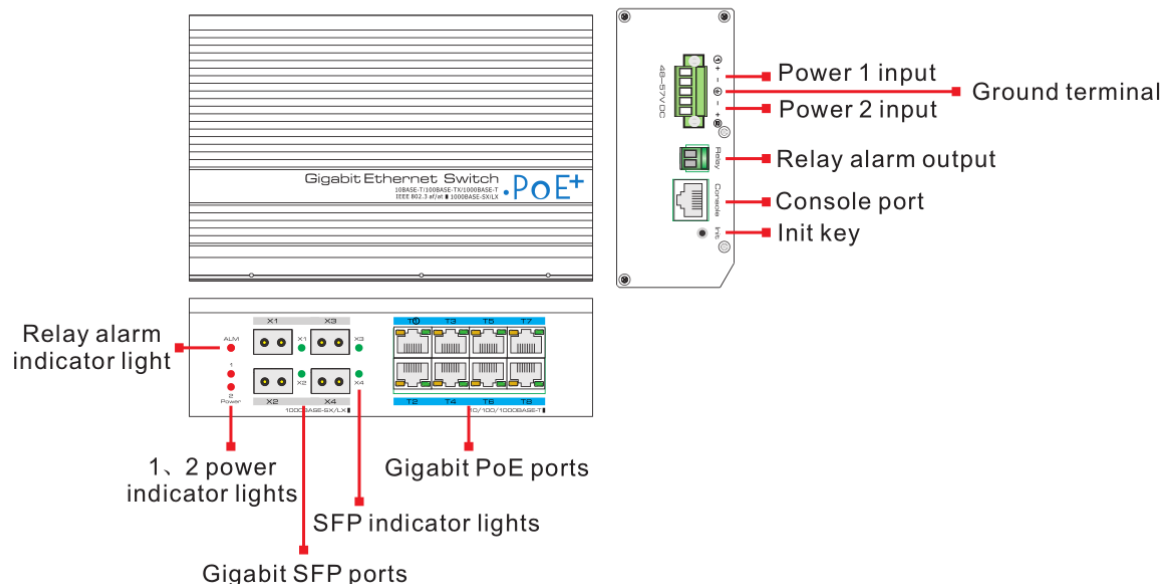 Gigabit Ethernet Switch
10BASE-T/100BASE-TX/1000BASE-T
IEEE 802.3 af/at 1000BASE-SX/LX
PoE+
48~57VDC
+
-
-
+
Relay
Console
Init
Power 1 input
Ground terminal
Power 2 input
Relay alarm output
Console port
Init key
Relay alarm
indicator light
ALM
1
2
Power
X1 X3
X1 X3
X2 X4
X2 X4
1000BASE-SX/LX
T3 T5 T7
T2 T4 T6 T8
10/100/1000BASE-T
1、2 power
indicator lights
Gigabit PoE ports
SFP indicator lights
Gigabit SFP ports